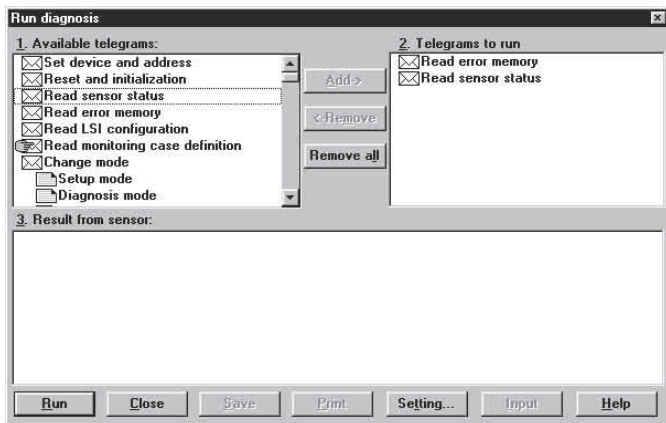 Run diagnosis
1. Available telegrams:
Set device and address
Reset and initialization
Read sensor status
Read error memory
Read LSI configuration
Read monitoring case definition
Change mode
Setup mode
Diagnosis mode
Add->
<-Remove
Remove all
2. Telegrams to run
Read error memory
Read sensor status
3. Result from sensor:
Run Close Save Print Setting... Input Help